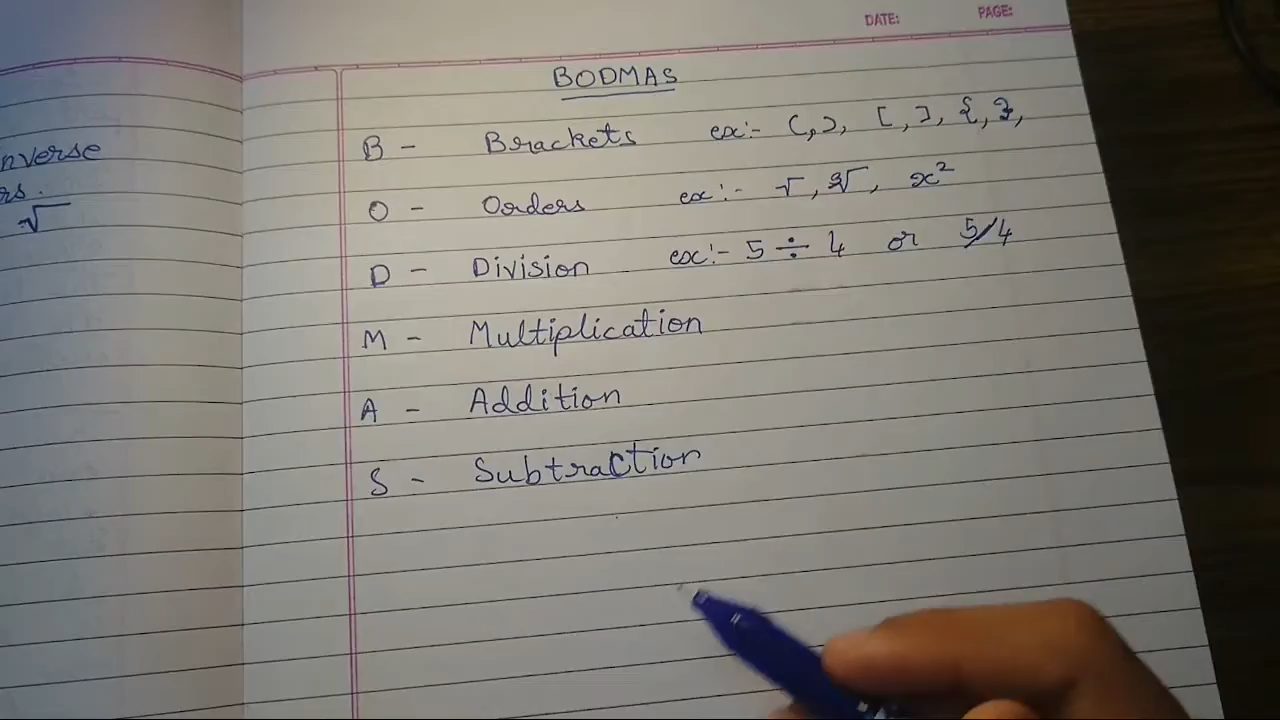 DATE: PAGE:
nverse
rs.
√
BODMAS
B - Brackets ex:- (,), [,], {,},
O - Orders ex:- √, ∛, x²
D - Division ex:- 5 ÷ 4 or 5/4
M - Multiplication
A - Addition
S - Subtraction